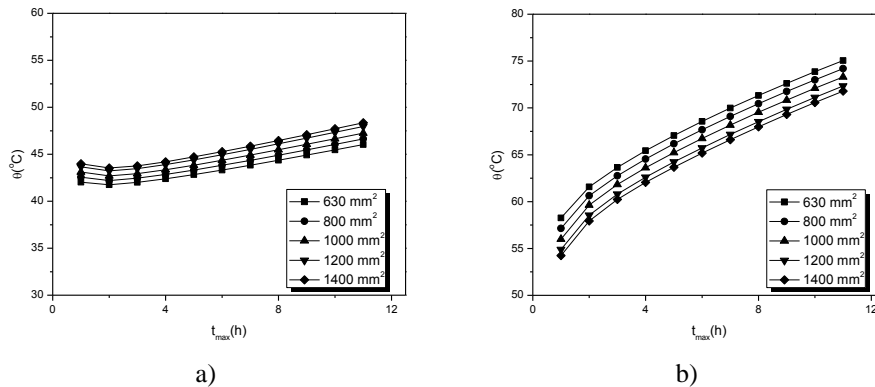 60
55
50
45
40
35
30
θ(°C)
0 4 8 12
t_max(h)
630 mm²
800 mm²
1000 mm²
1200 mm²
1400 mm²
a)
80
75
70
65
60
55
50
θ(°C)
0 4 8 12
t_max(h)
630 mm²
800 mm²
1000 mm²
1200 mm²
1400 mm²
b)